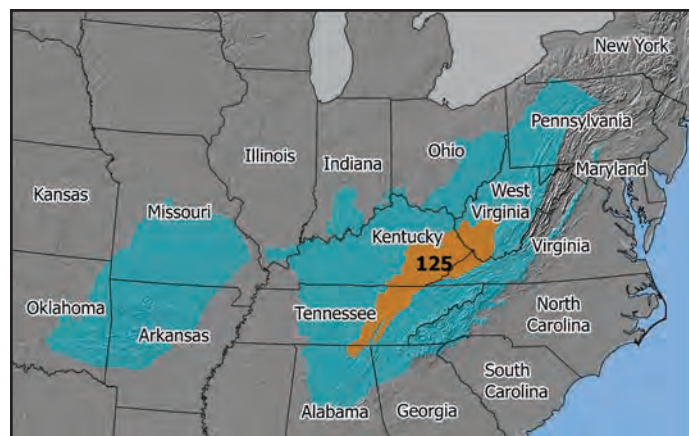 New York
Pennsylvania
Ohio
Illinois
Indiana
Maryland
Kansas
West
Virginia
Missouri
Kentucky
Virginia
125
Oklahoma
Tennessee
North
Carolina
Arkansas
South
Carolina
Alabama
Georgia